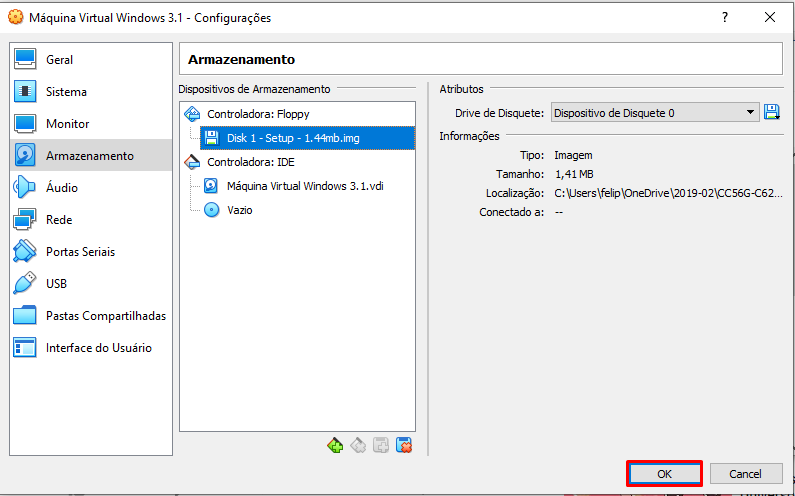 Máquina Virtual Windows 3.1 - Configurações
?
Geral
Sistema
Monitor
Armazenamento
Áudio
Rede
Portas Seriais
USB
Pastas Compartilhadas
Interface do Usuário
Armazenamento
Dispositivos de Armazenamento
Controladora: Floppy
Disk 1 - Setup - 1.44mb.img
Controladora: IDE
Máquina Virtual Windows 3.1.vdi
Vazio
Atributos
Drive de Disquete: Dispositivo de Disquete 0
Informações
Tipo: Imagem
Tamanho: 1,41 MB
Localização: C:\Users\felip\OneDrive\2019-02\CC56G-C62...
Conectado a: --
OK
Cancel